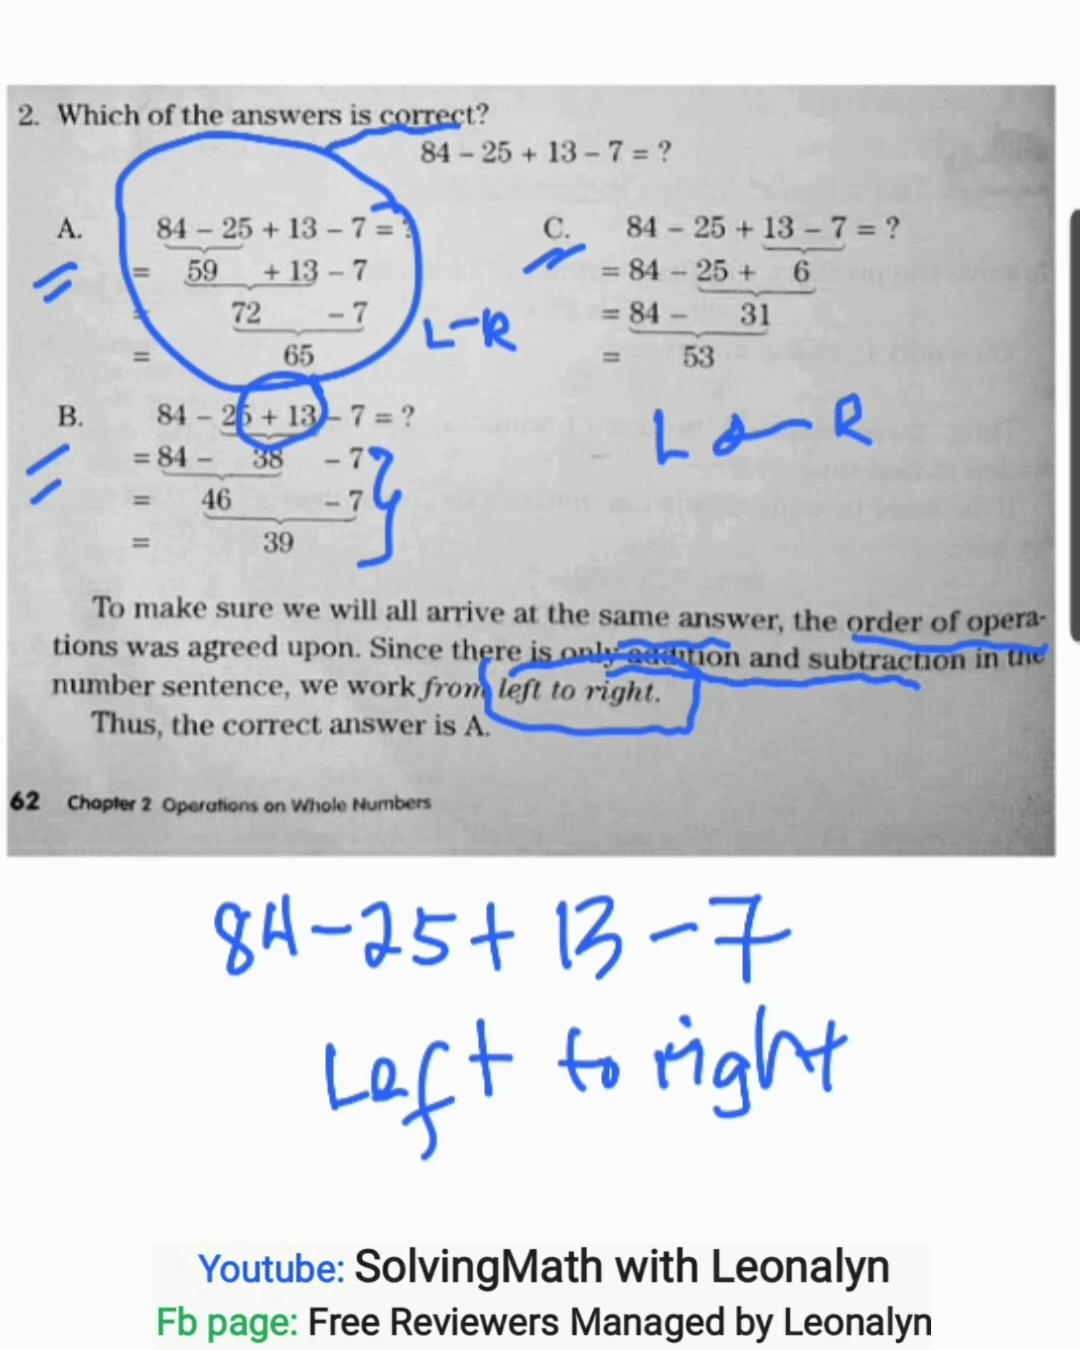 2. Which of the answers is correct?
84 – 25 + 13 – 7 = ?
A. 84 – 25 + 13 – 7 = ?
= 59 + 13 – 7
= 72 – 7
= 65
L–R
B. 84 – 25 + 13 – 7 = ?
= 84 – 38 – 7
= 46 – 7
= 39
C. 84 – 25 + 13 – 7 = ?
= 84 – 25 + 6
= 84 – 31
= 53
L – R
To make sure we will all arrive at the same answer, the order of opera-
tions was agreed upon. Since there is only addition and subtraction in the
number sentence, we work from left to right.
Thus, the correct answer is A.
62 Chapter 2 Operations on Whole Numbers
84-25+ 13-7
Left to right
Youtube: SolvingMath with Leonalyn
Fb page: Free Reviewers Managed by Leonalyn